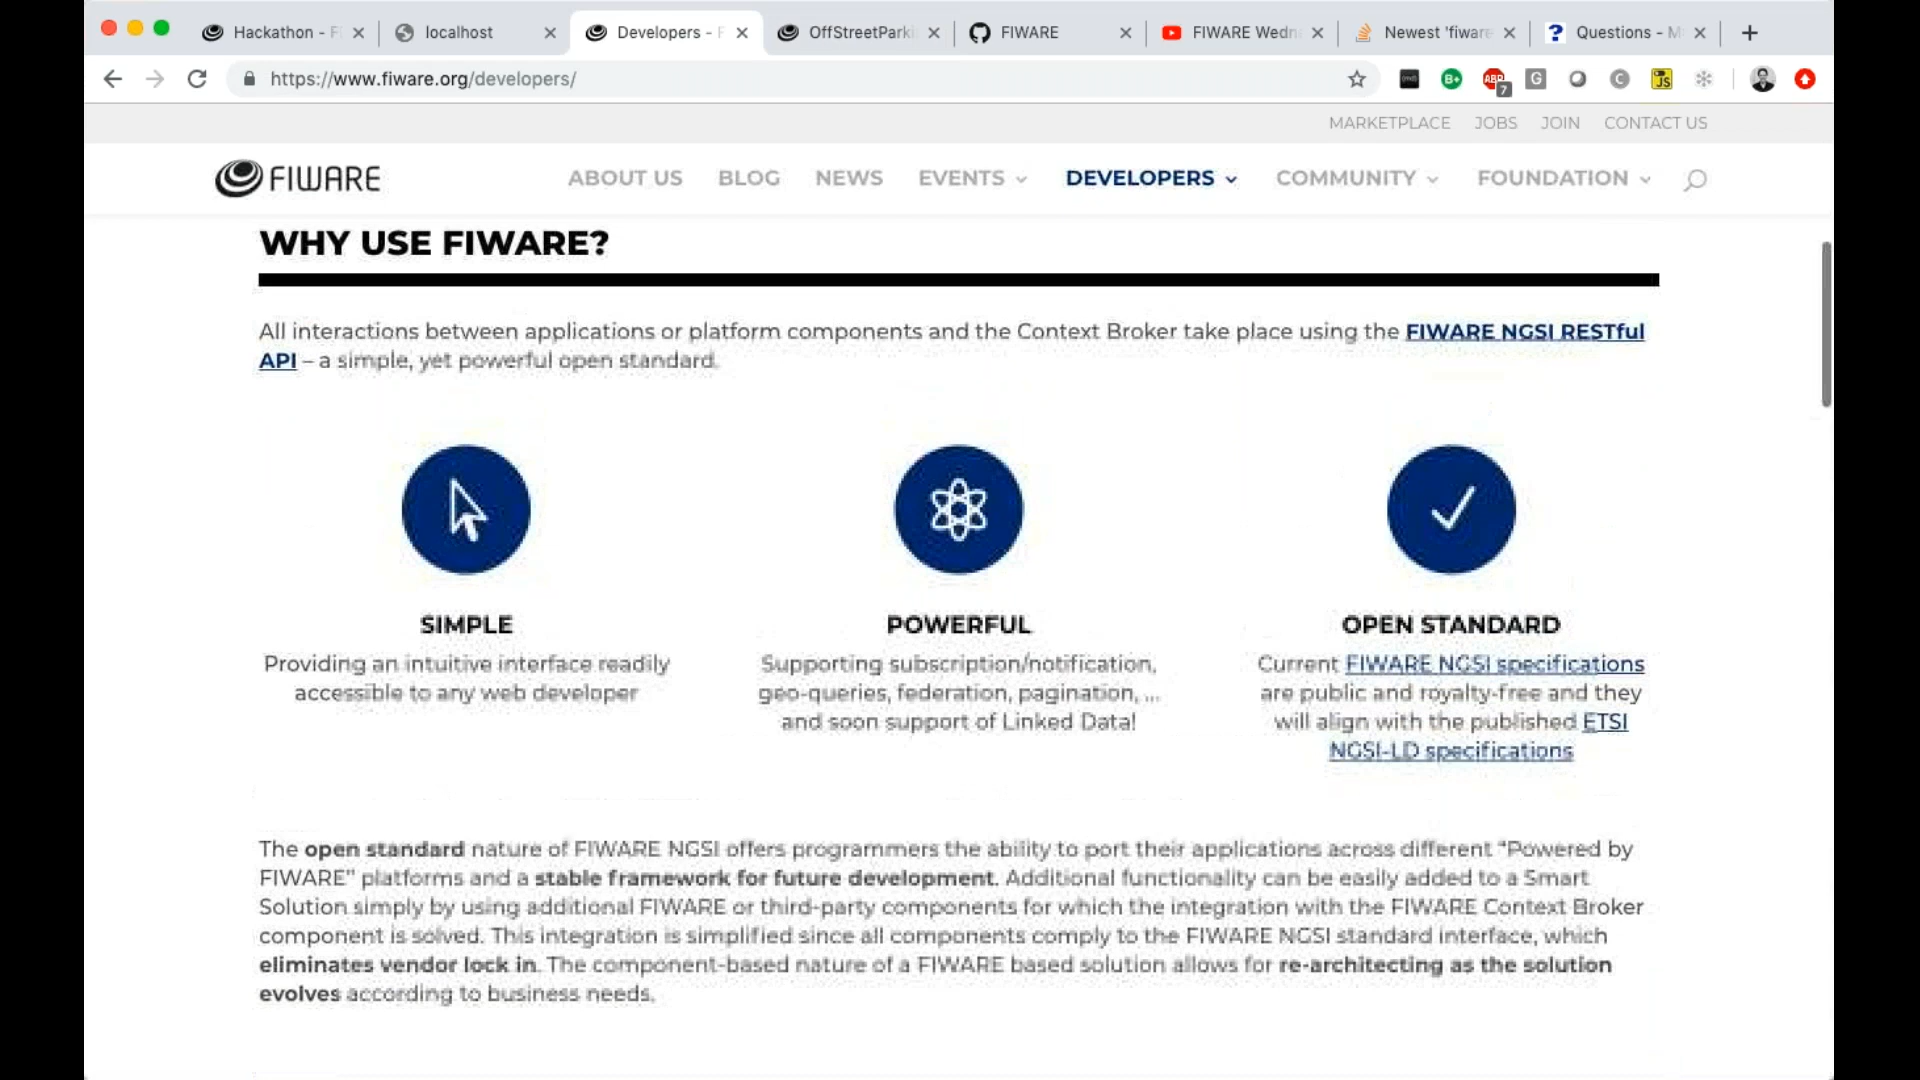 Hackathon - F
localhost
Developers - F
OffStreetParki
FIWARE
FIWARE Wedn
Newest 'fiware
Questions - M
https://www.fiware.org/developers/
B+
ABP
7
G
C
JS
MARKETPLACE JOBS JOIN CONTACT US
FIWARE
ABOUT US BLOG NEWS EVENTS DEVELOPERS COMMUNITY FOUNDATION
WHY USE FIWARE?
All interactions between applications or platform components and the Context Broker take place using the FIWARE NGSI RESTful
API – a simple, yet powerful open standard.
SIMPLE
Providing an intuitive interface readily
accessible to any web developer
POWERFUL
Supporting subscription/notification,
geo-queries, federation, pagination, ...
and soon support of Linked Data!
OPEN STANDARD
Current FIWARE NGSI specifications
are public and royalty-free and they
will align with the published ETSI
NGSI-LD specifications
The open standard nature of FIWARE NGSI offers programmers the ability to port their applications across different “Powered by
FIWARE” platforms and a stable framework for future development. Additional functionality can be easily added to a Smart
Solution simply by using additional FIWARE or third-party components for which the integration with the FIWARE Context Broker
component is solved. This integration is simplified since all components comply to the FIWARE NGSI standard interface, which
eliminates vendor lock in. The component-based nature of a FIWARE based solution allows for re-architecting as the solution
evolves according to business needs.